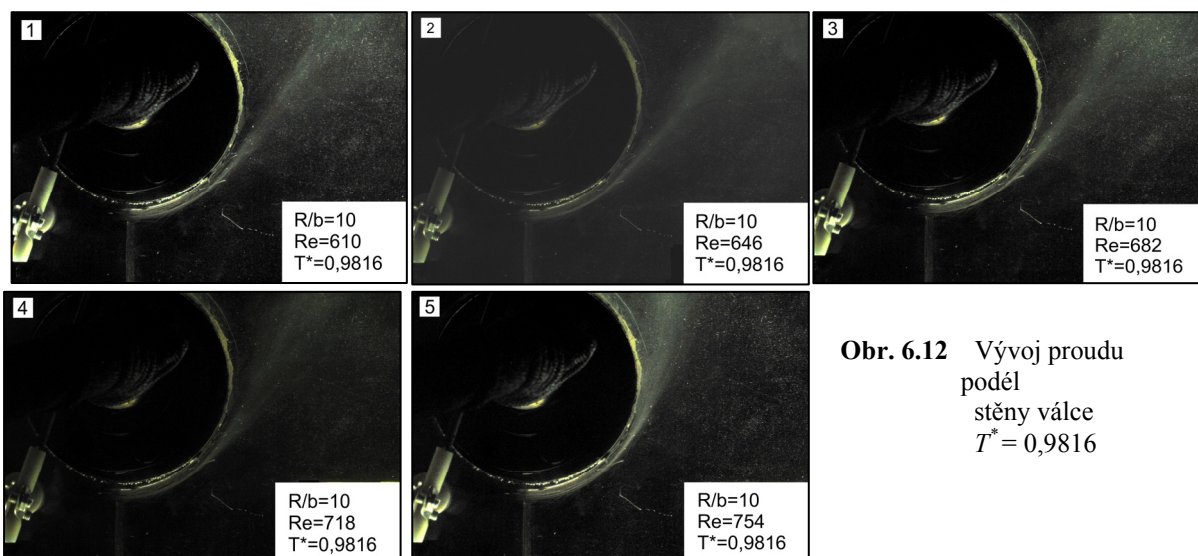 1
R/b=10
Re=610
T*=0,9816
2
R/b=10
Re=646
T*=0,9816
3
R/b=10
Re=682
T*=0,9816
4
R/b=10
Re=718
T*=0,9816
5
R/b=10
Re=754
T*=0,9816
Obr. 6.12 Vývoj proudu
podél
stěny válce
T* = 0,9816